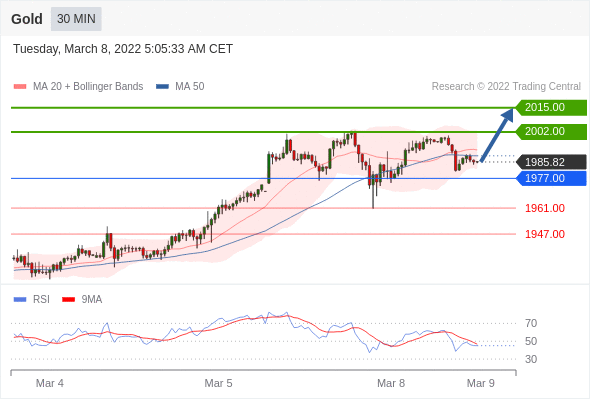 Gold 30 MIN
Tuesday, March 8, 2022 5:05:33 AM CET
MA 20 + Bollinger Bands MA 50 Research © 2022 Trading Central
2015.00
2002.00
1985.82
1977.00
1961.00
1947.00
RSI 9MA
70
50
30
Mar 4 Mar 5 Mar 8 Mar 9